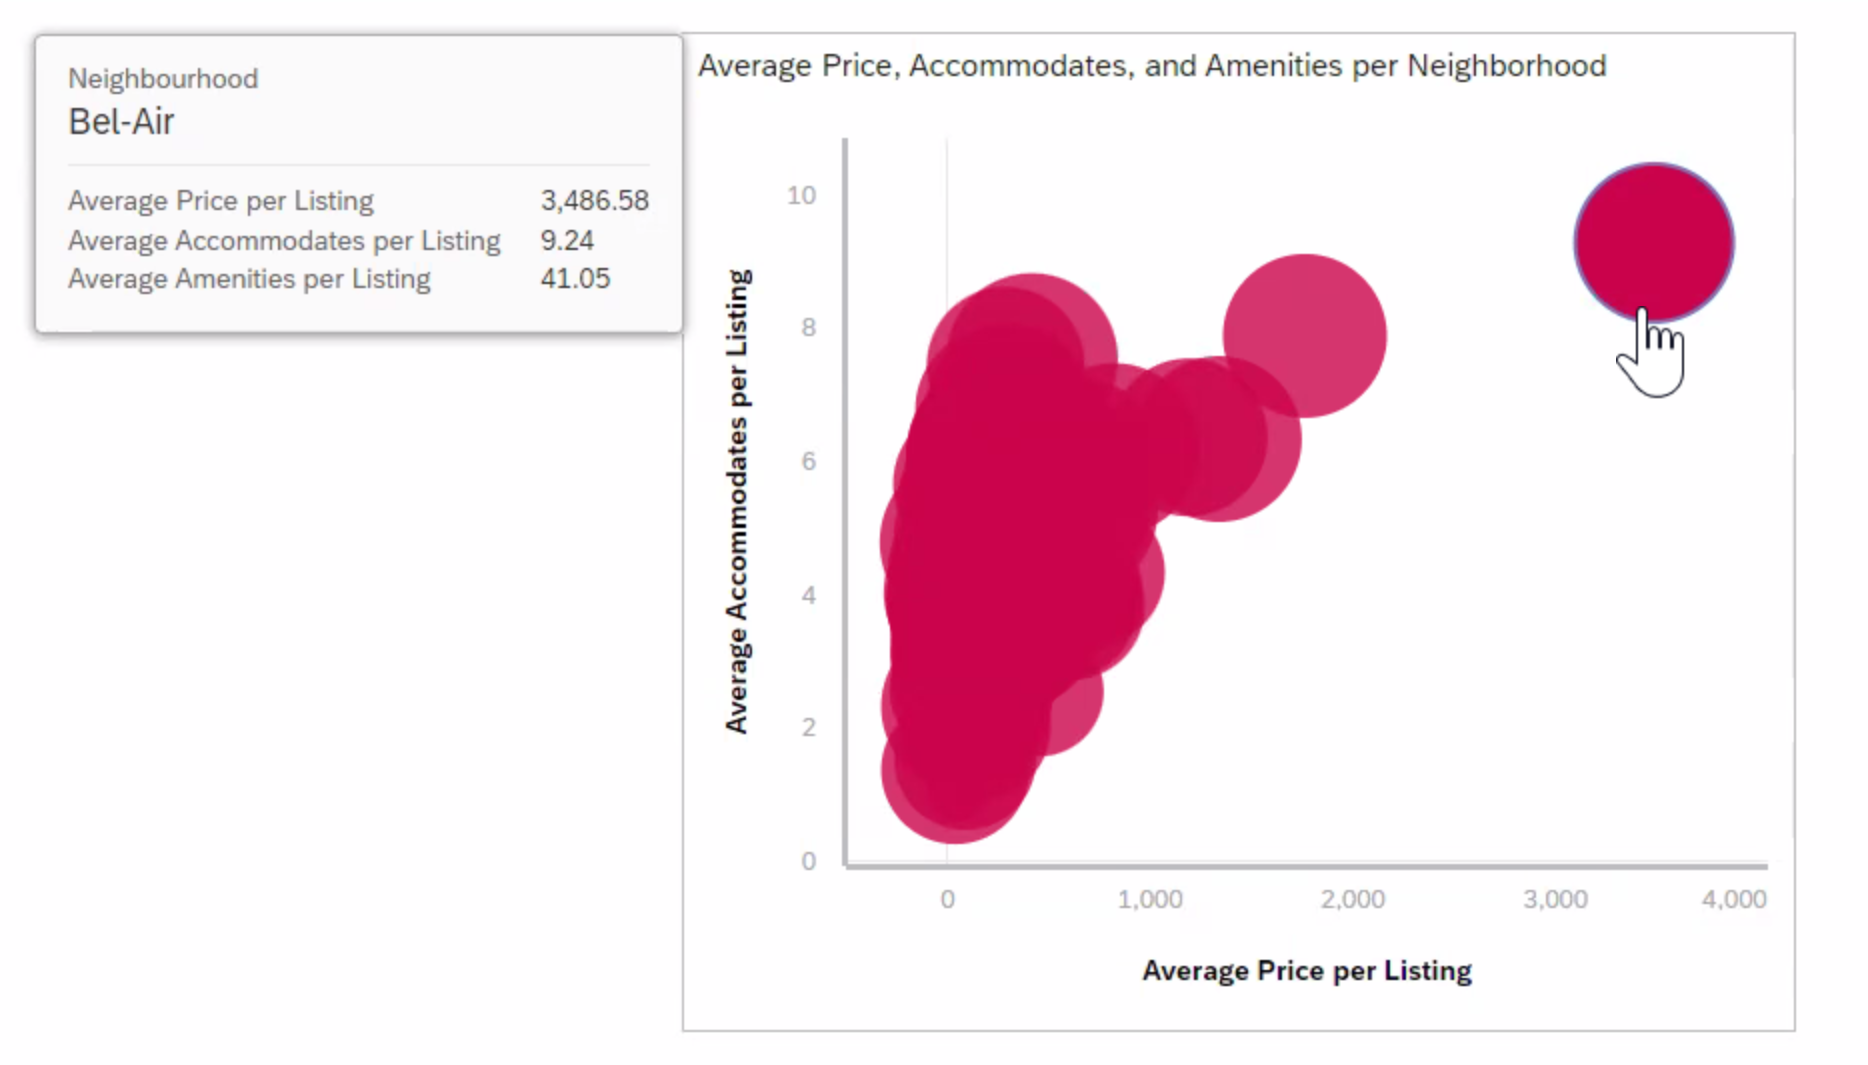 Neighbourhood
Bel-Air
Average Price per Listing 3,486.58
Average Accommodates per Listing 9.24
Average Amenities per Listing 41.05
Average Price, Accommodates, and Amenities per Neighborhood
Average Accommodates per Listing
10
8
6
4
2
0
0 1,000 2,000 3,000 4,000
Average Price per Listing